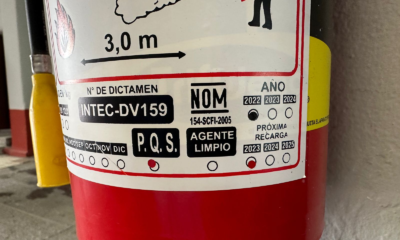 3,0 m
N° DE DICTAMEN
INTEC-DV159
NOM
154-SCFI-2005
AÑO
2022 2023 2024
PRÓXIMA
RECARGA
2023 2024 2025
OCT NOV DIC
P.Q.S.
AGENTE
LIMPIO